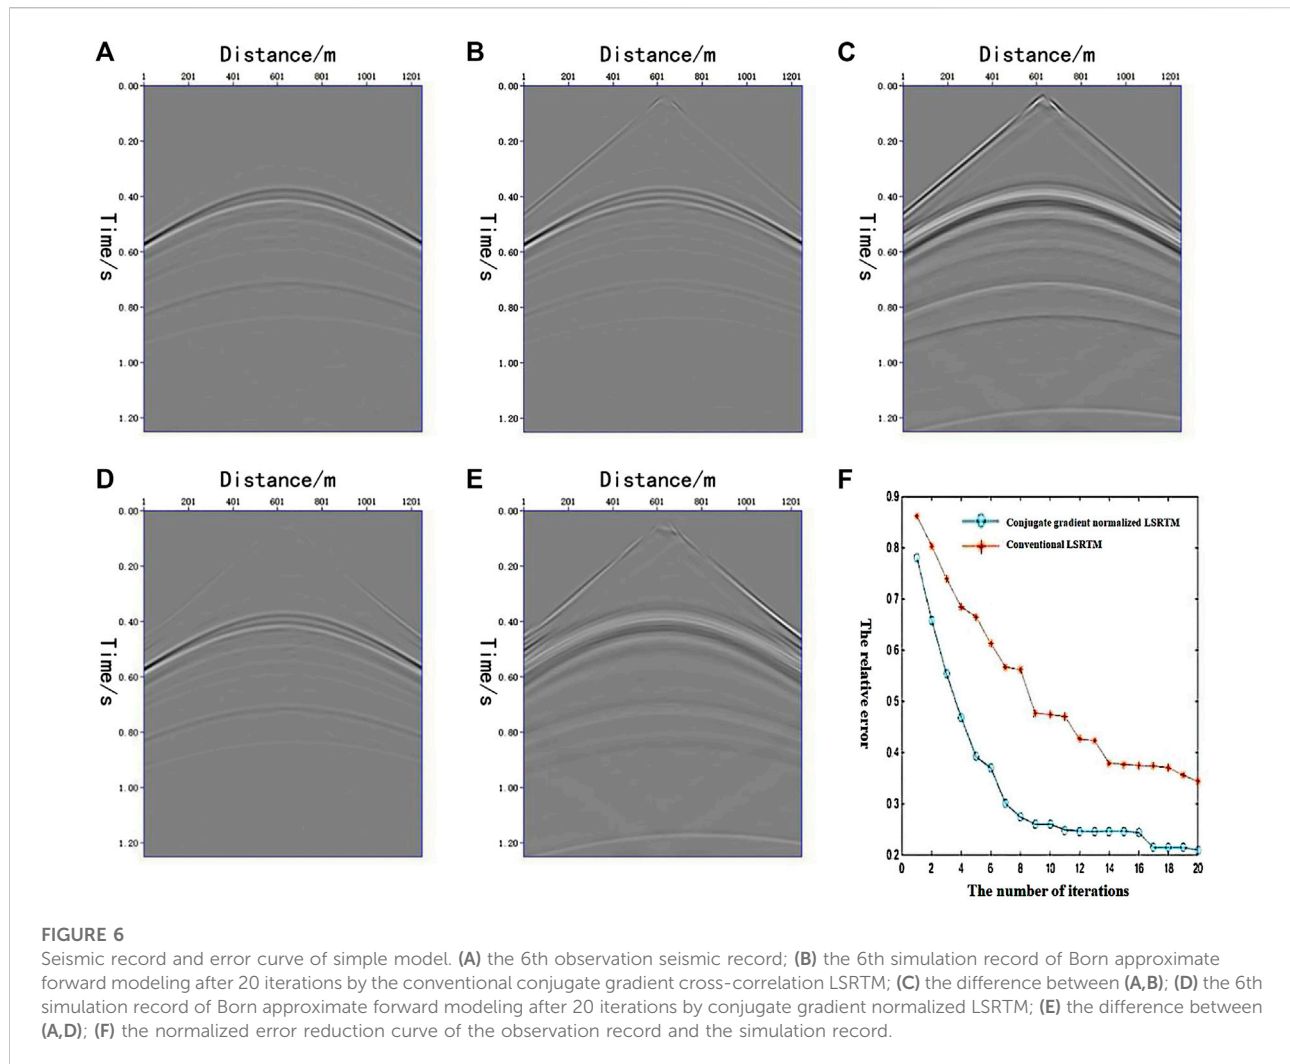 A
Distance/m
1 201 401 601 801 1001 1201
0.00
0.20
0.40
0.60
0.80
1.00
1.20
Time/s
B
Distance/m
1 201 401 601 801 1001 1201
0.00
0.20
0.40
0.60
0.80
1.00
1.20
Time/s
C
Distance/m
1 201 401 601 801 1001 1201
0.00
0.20
0.40
0.60
0.80
1.00
1.20
Time/s
D
Distance/m
1 201 401 601 801 1001 1201
0.00
0.20
0.40
0.60
0.80
1.00
1.20
Time/s
E
Distance/m
1 201 401 601 801 1001 1201
0.00
0.20
0.40
0.60
0.80
1.00
1.20
Time/s
F
0.9
0.8
0.7
0.6
0.5
0.4
0.3
0.2
The relative error
Conjugate gradient normalized LSRTM
Conventional LSRTM
0 2 4 6 8 10 12 14 16 18 20
The number of iterations
FIGURE 6
Seismic record and error curve of simple model. (A) the 6th observation seismic record; (B) the 6th simulation record of Born approximate
forward modeling after 20 iterations by the conventional conjugate gradient cross-correlation LSRTM; (C) the difference between (A,B); (D) the 6th
simulation record of Born approximate forward modeling after 20 iterations by conjugate gradient normalized LSRTM; (E) the difference between
(A,D); (F) the normalized error reduction curve of the observation record and the simulation record.